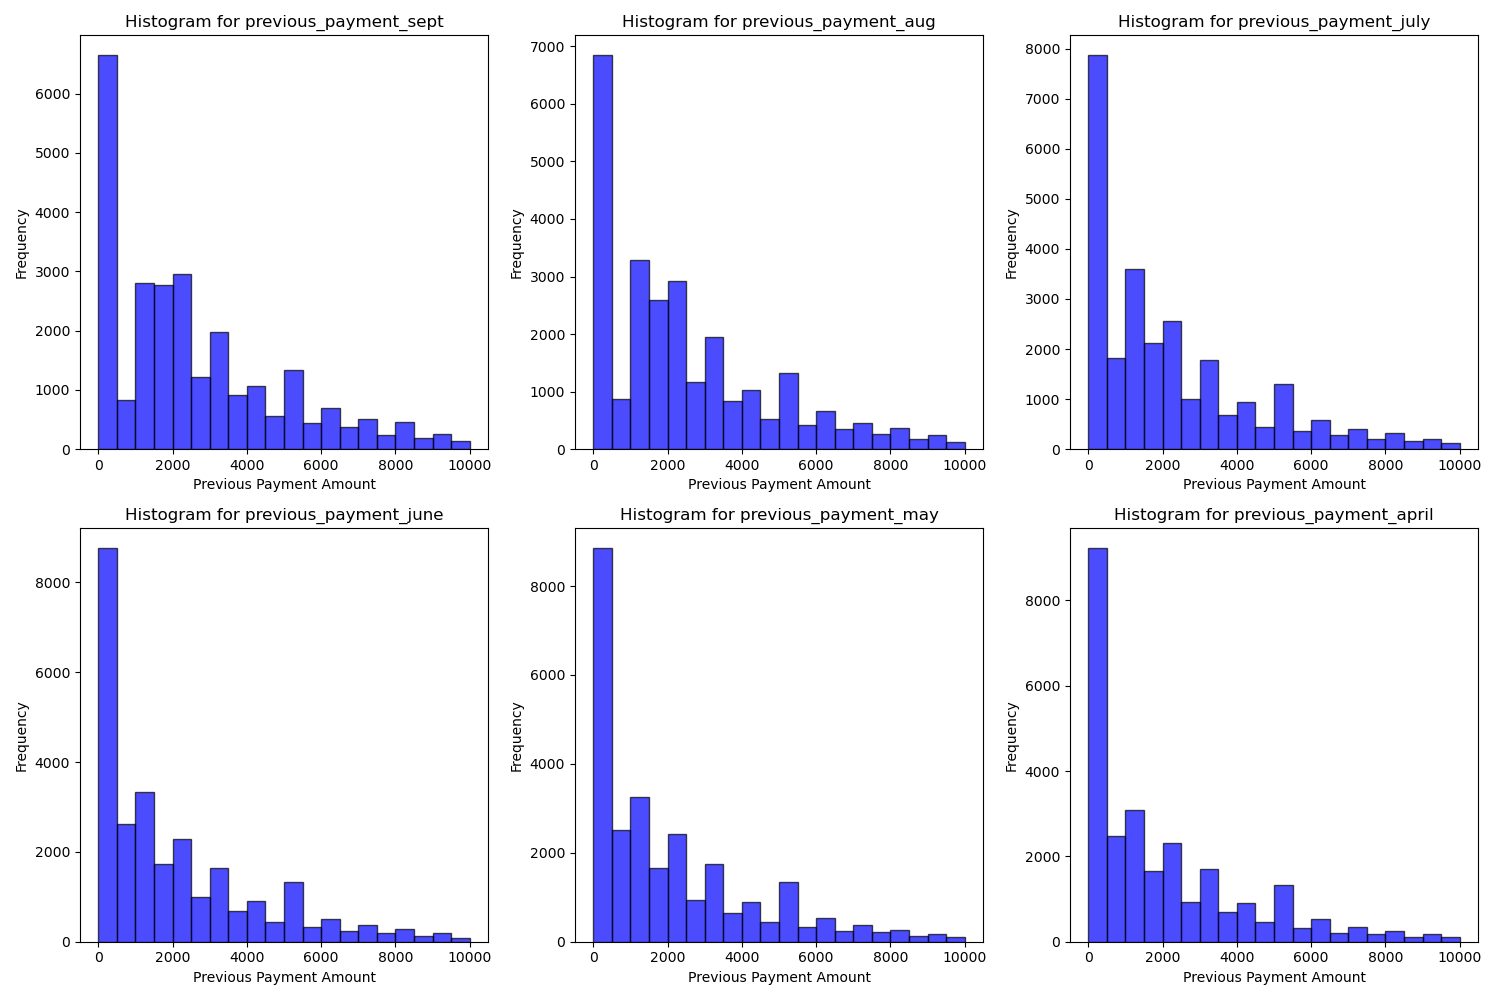 Histogram for previous_payment_sept
Frequency
6000
5000
4000
3000
2000
1000
0
0 2000 4000 6000 8000 10000
Previous Payment Amount
Histogram for previous_payment_aug
Frequency
7000
6000
5000
4000
3000
2000
1000
0
0 2000 4000 6000 8000 10000
Previous Payment Amount
Histogram for previous_payment_july
Frequency
8000
7000
6000
5000
4000
3000
2000
1000
0
0 2000 4000 6000 8000 10000
Previous Payment Amount
Histogram for previous_payment_june
Frequency
8000
6000
4000
2000
0
0 2000 4000 6000 8000 10000
Previous Payment Amount
Histogram for previous_payment_may
Frequency
8000
6000
4000
2000
0
0 2000 4000 6000 8000 10000
Previous Payment Amount
Histogram for previous_payment_april
Frequency
8000
6000
4000
2000
0
0 2000 4000 6000 8000 10000
Previous Payment Amount